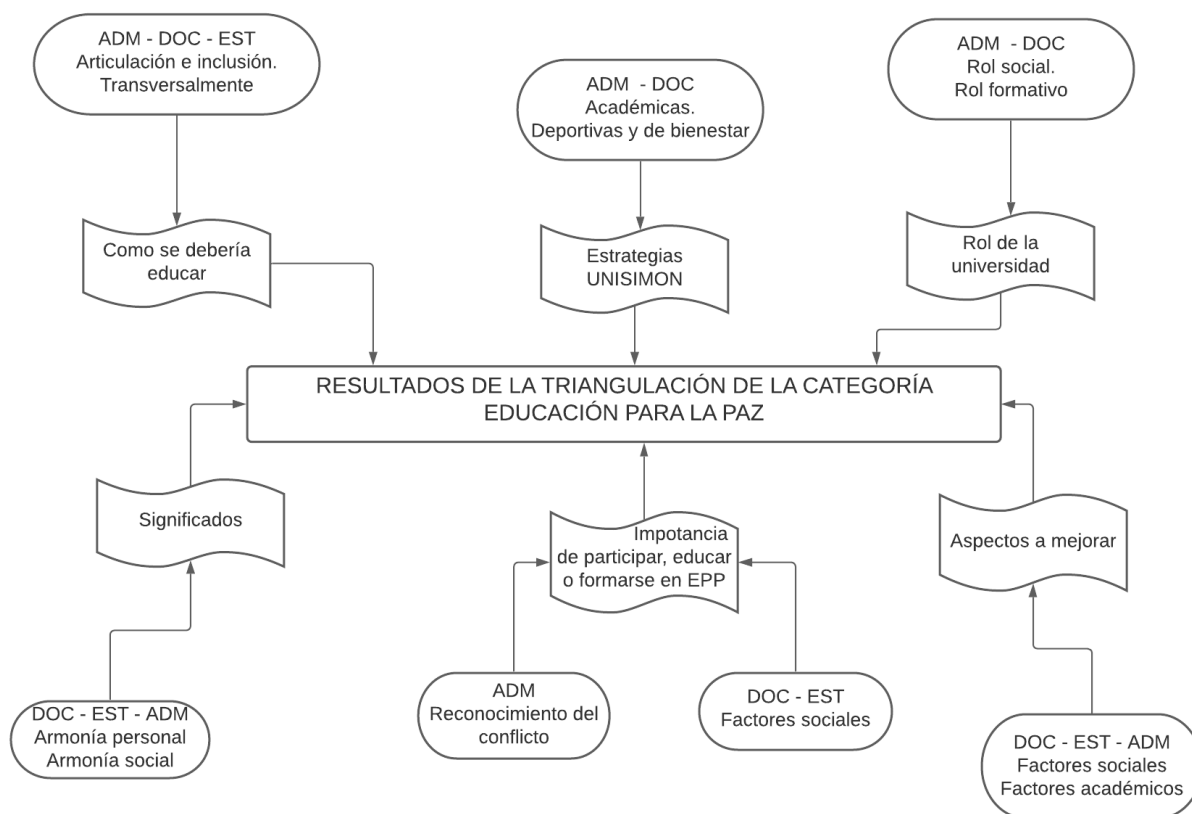 ADM - DOC - EST
Articulación e inclusión.
Transversalmente
ADM - DOC
Académicas.
Deportivas y de bienestar
ADM - DOC
Rol social.
Rol formativo
Como se debería
educar
Estrategias
UNISIMON
Rol de la
universidad
RESULTADOS DE LA TRIANGULACIÓN DE LA CATEGORÍA
EDUCACIÓN PARA LA PAZ
Significados
Impotancia
de participar, educar
o formarse en EPP
Aspectos a mejorar
DOC - EST - ADM
Armonía personal
Armonía social
ADM
Reconocimiento del
conflicto
DOC - EST
Factores sociales
DOC - EST - ADM
Factores sociales
Factores académicos